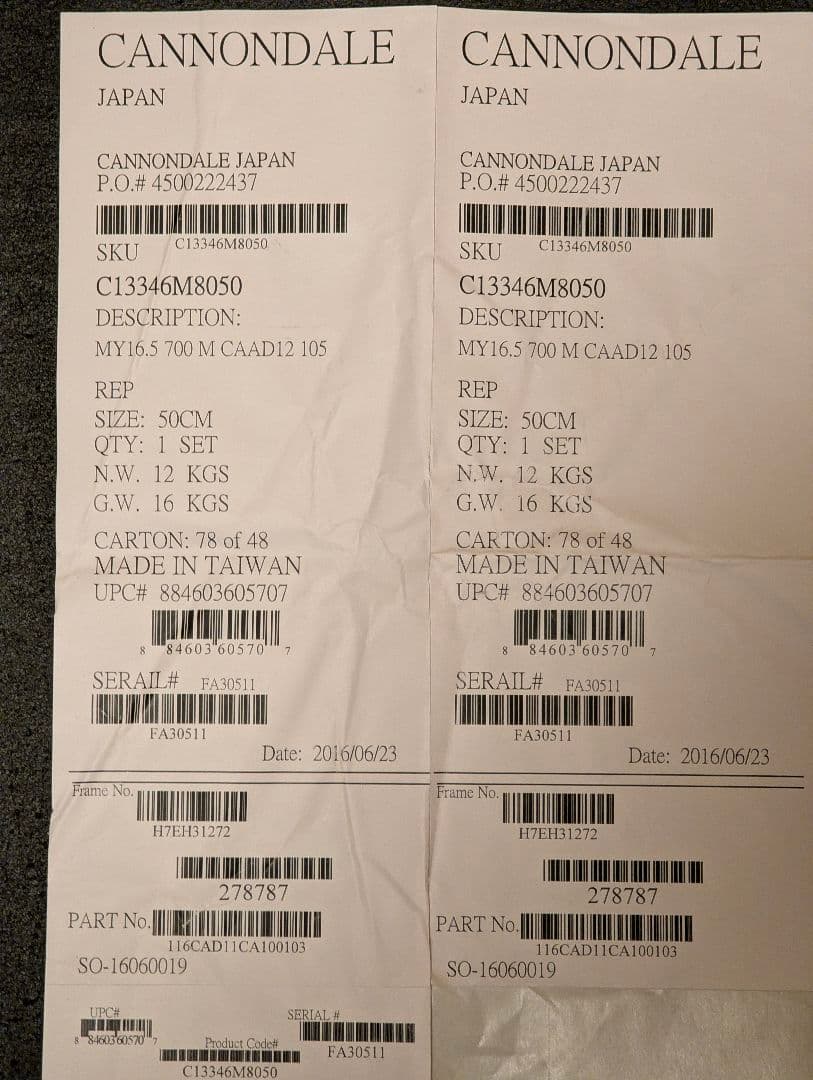 CANNONDALE
JAPAN
CANNONDALE JAPAN
P.O.# 4500222437
SKU C13346M8050
C13346M8050
DESCRIPTION:
MY16.5 700 M CAAD12 105
REP
SIZE: 50CM
QTY: 1 SET
N.W. 12 KGS
G.W. 16 KGS
CARTON: 78 of 48
MADE IN TAIWAN
UPC# 884603605707
8 84603 60570 7
SERAIL# FA30511
FA30511
Date: 2016/06/23
Frame No.
H7EH31272
278787
PART No.
116CAD11CA100103
SO-16060019
UPC#
8 84603 60570 7
Product Code#
C13346M8050
SERIAL #
FA30511
CANNONDALE
JAPAN
CANNONDALE JAPAN
P.O.# 4500222437
SKU C13346M8050
C13346M8050
DESCRIPTION:
MY16.5 700 M CAAD12 105
REP
SIZE: 50CM
QTY: 1 SET
N.W. 12 KGS
G.W. 16 KGS
CARTON: 78 of 48
MADE IN TAIWAN
UPC# 884603605707
8 84603 60570 7
SERAIL# FA30511
FA30511
Date: 2016/06/23
Frame No.
H7EH31272
278787
PART No.
116CAD11CA100103
SO-16060019